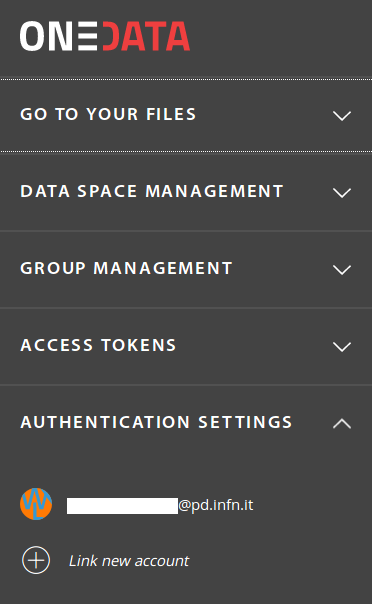 ONEDATA
GO TO YOUR FILES
DATA SPACE MANAGEMENT
GROUP MANAGEMENT
ACCESS TOKENS
AUTHENTICATION SETTINGS
@pd.infn.it
Link new account